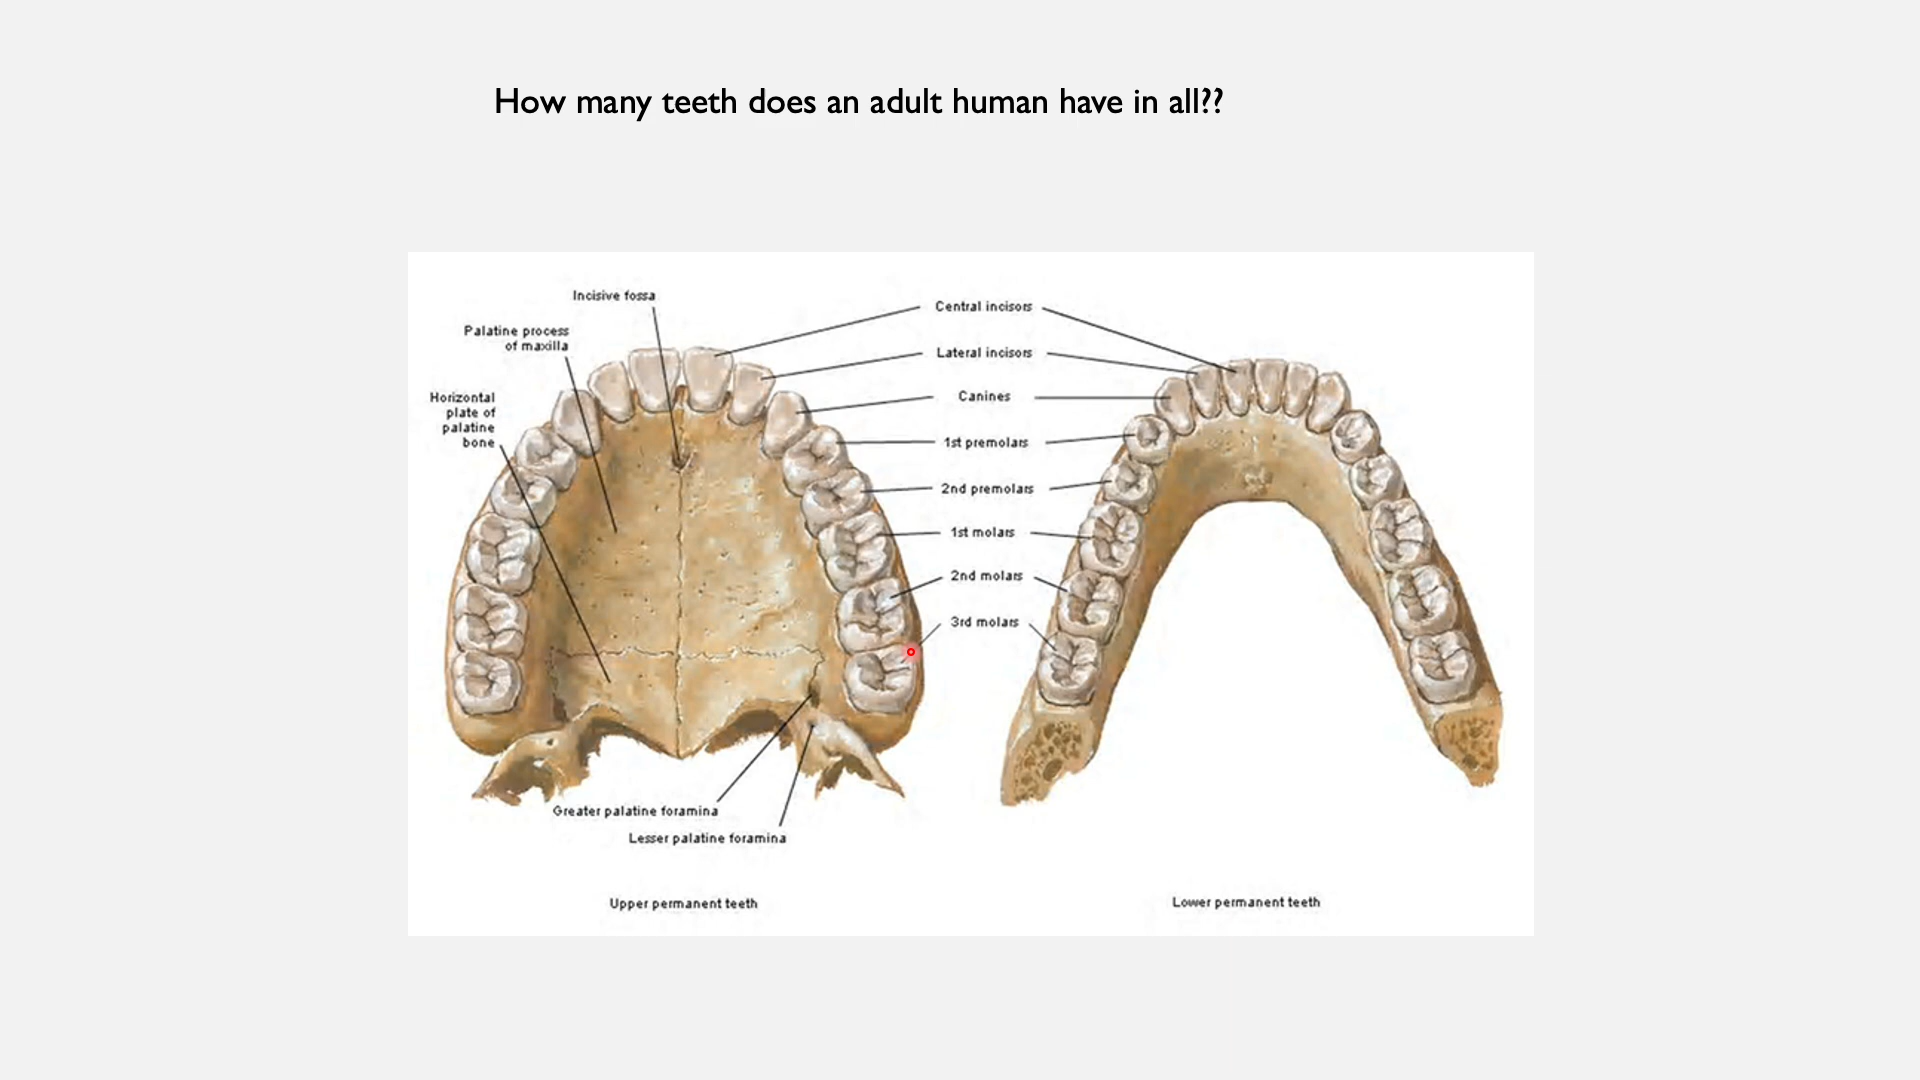 How many teeth does an adult human have in all??
Incisive fossa
Palatine process
of maxilla
Horizontal
plate of
palatine
bone
Central incisors
Lateral incisors
Canines
1st premolars
2nd premolars
1st molars
2nd molars
3rd molars
Greater palatine foramina
Lesser palatine foramina
Upper permanent teeth
Lower permanent teeth